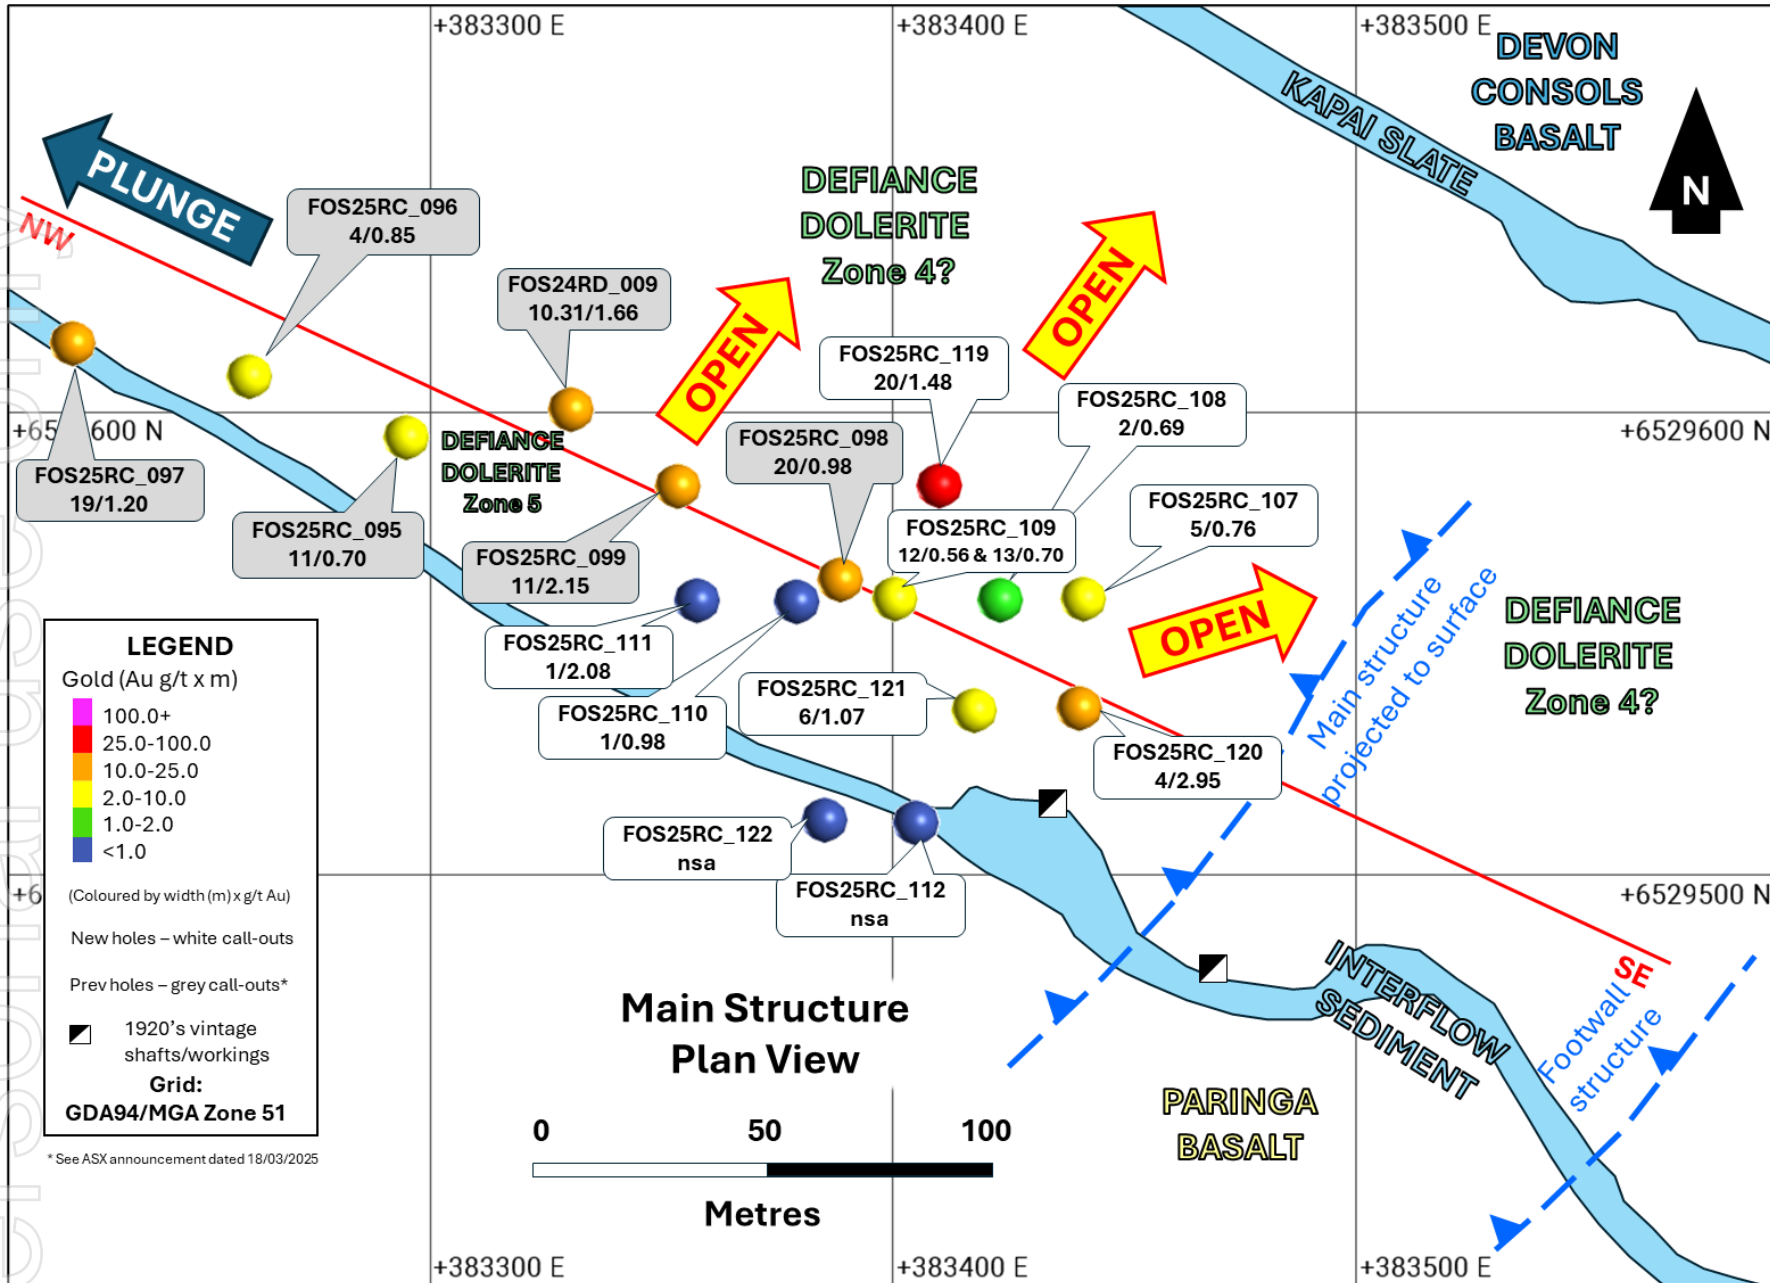 +383300 E
+383400 E
+383500 E
DEVON
CONSOLS
BASALT
KAPAI SLATE
N
PLUNGE
NW
FOS25RC_096
4/0.85
DEFIANCE
DOLERITE
Zone 4?
OPEN
OPEN
FOS24RD_009
10.31/1.66
FOS25RC_119
20/1.48
FOS25RC_108
2/0.69
+6529600 N
FOS25RC_097
19/1.20
DEFIANCE
DOLERITE
Zone 5
FOS25RC_098
20/0.98
FOS25RC_095
11/0.70
FOS25RC_099
11/2.15
FOS25RC_109
12/0.56 & 13/0.70
FOS25RC_107
5/0.76
OPEN
Main structure
projected to surface
DEFIANCE
DOLERITE
Zone 4?
FOS25RC_111
1/2.08
FOS25RC_110
1/0.98
FOS25RC_121
6/1.07
FOS25RC_120
4/2.95
FOS25RC_122
nsa
FOS25RC_112
nsa
+6529500 N
LEGEND
Gold (Au g/t x m)
100.0+
25.0-100.0
10.0-25.0
2.0-10.0
1.0-2.0
<1.0
(Coloured by width (m) x g/t Au)
New holes – white call-outs
Prev holes – grey call-outs*
1920's vintage
shafts/workings
Grid:
GDA94/MGA Zone 51
* See ASX announcement dated 18/03/2025
Main Structure
Plan View
0 50 100
Metres
INTERFLOW
SEDIMENT
SE
Footwall
structure
PARINGA
BASALT
+383300 E
+383400 E
+383500 E